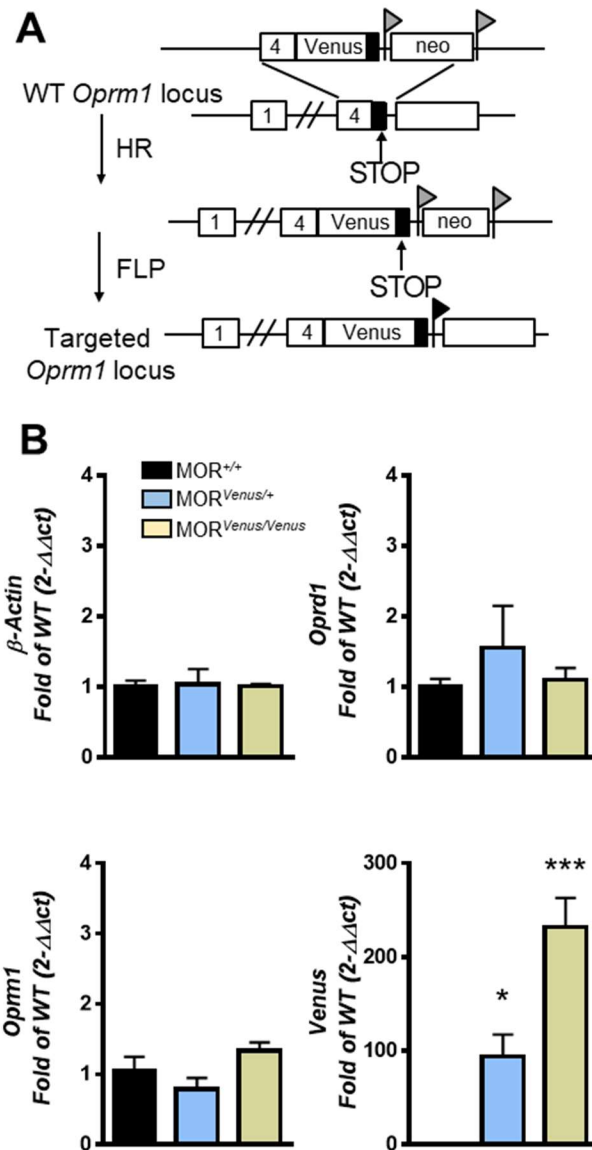 A
4 Venus neo
WT Oprm1 locus
1 4
HR
STOP
1 4 Venus neo
FLP
STOP
1 4 Venus
Targeted
Oprm1 locus
B
MOR+/+
MORVenus/+
MORVenus/Venus
β-Actin
Fold of WT (2-ΔΔct)
4
3
2
1
0
Oprd1
Fold of WT (2-ΔΔct)
4
3
2
1
0
Oprm1
Fold of WT (2-ΔΔct)
4
3
2
1
0
Venus
Fold of WT (2-ΔΔct)
300
200
100
0
*
***